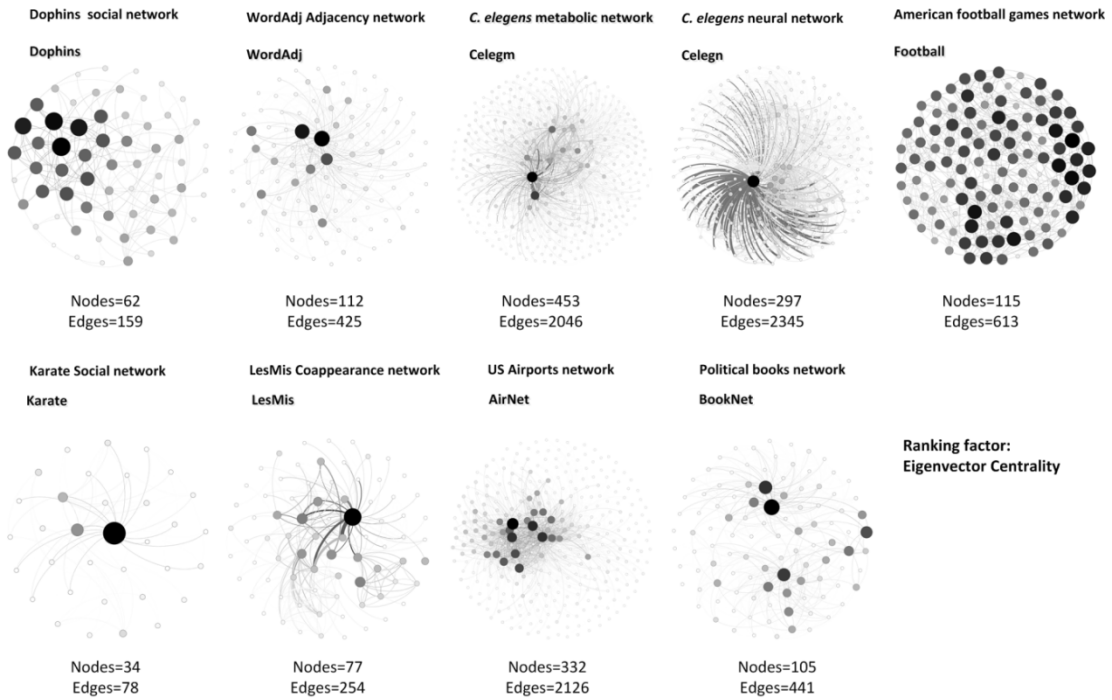 Dophins social network
Dophins
Nodes=62
Edges=159
WordAdj Adjacency network
WordAdj
Nodes=112
Edges=425
C. elegens metabolic network
Celegm
Nodes=453
Edges=2046
C. elegens neural network
Celegn
Nodes=297
Edges=2345
American football games network
Football
Nodes=115
Edges=613
Karate Social network
Karate
Nodes=34
Edges=78
LesMis Coappearance network
LesMis
Nodes=77
Edges=254
US Airports network
AirNet
Nodes=332
Edges=2126
Political books network
BookNet
Nodes=105
Edges=441
Ranking factor:
Eigenvector Centrality